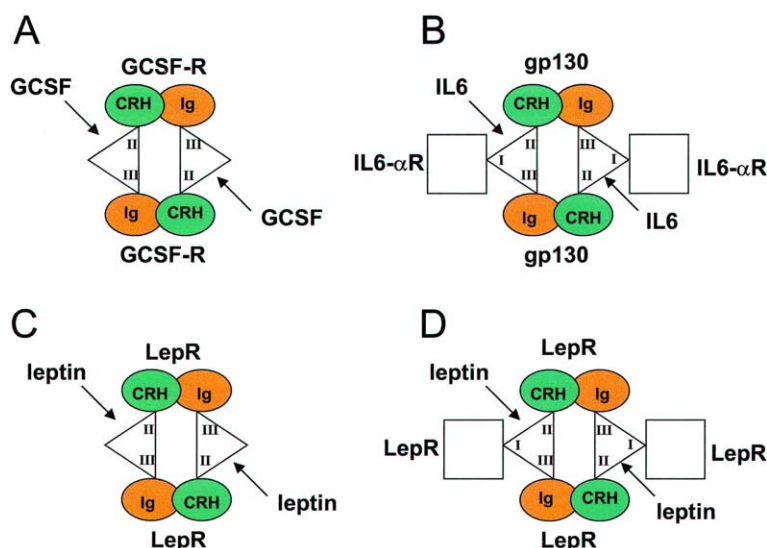 A
GCSF-R
GCSF
CRH Ig
II III
III II
Ig CRH
GCSF
GCSF-R
B
gp130
IL6
CRH Ig
II III
IL6-αR I I IL6-αR
III II
Ig CRH
IL6
gp130
C
LepR
leptin
CRH Ig
II III
III II
Ig CRH
leptin
LepR
D
LepR
leptin
CRH Ig
II III
LepR I I LepR
III II
Ig CRH
leptin
LepR